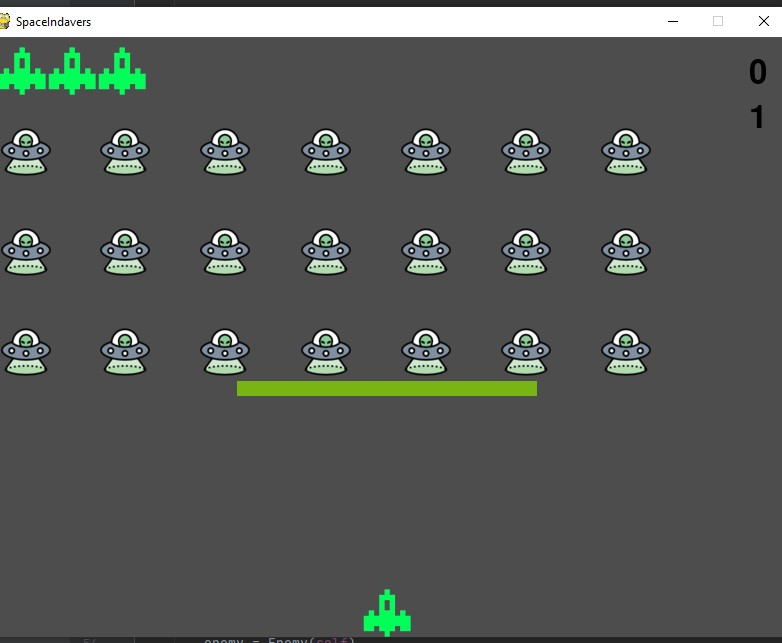 SpaceIndavers
0
1
enemy = Enemy(self)